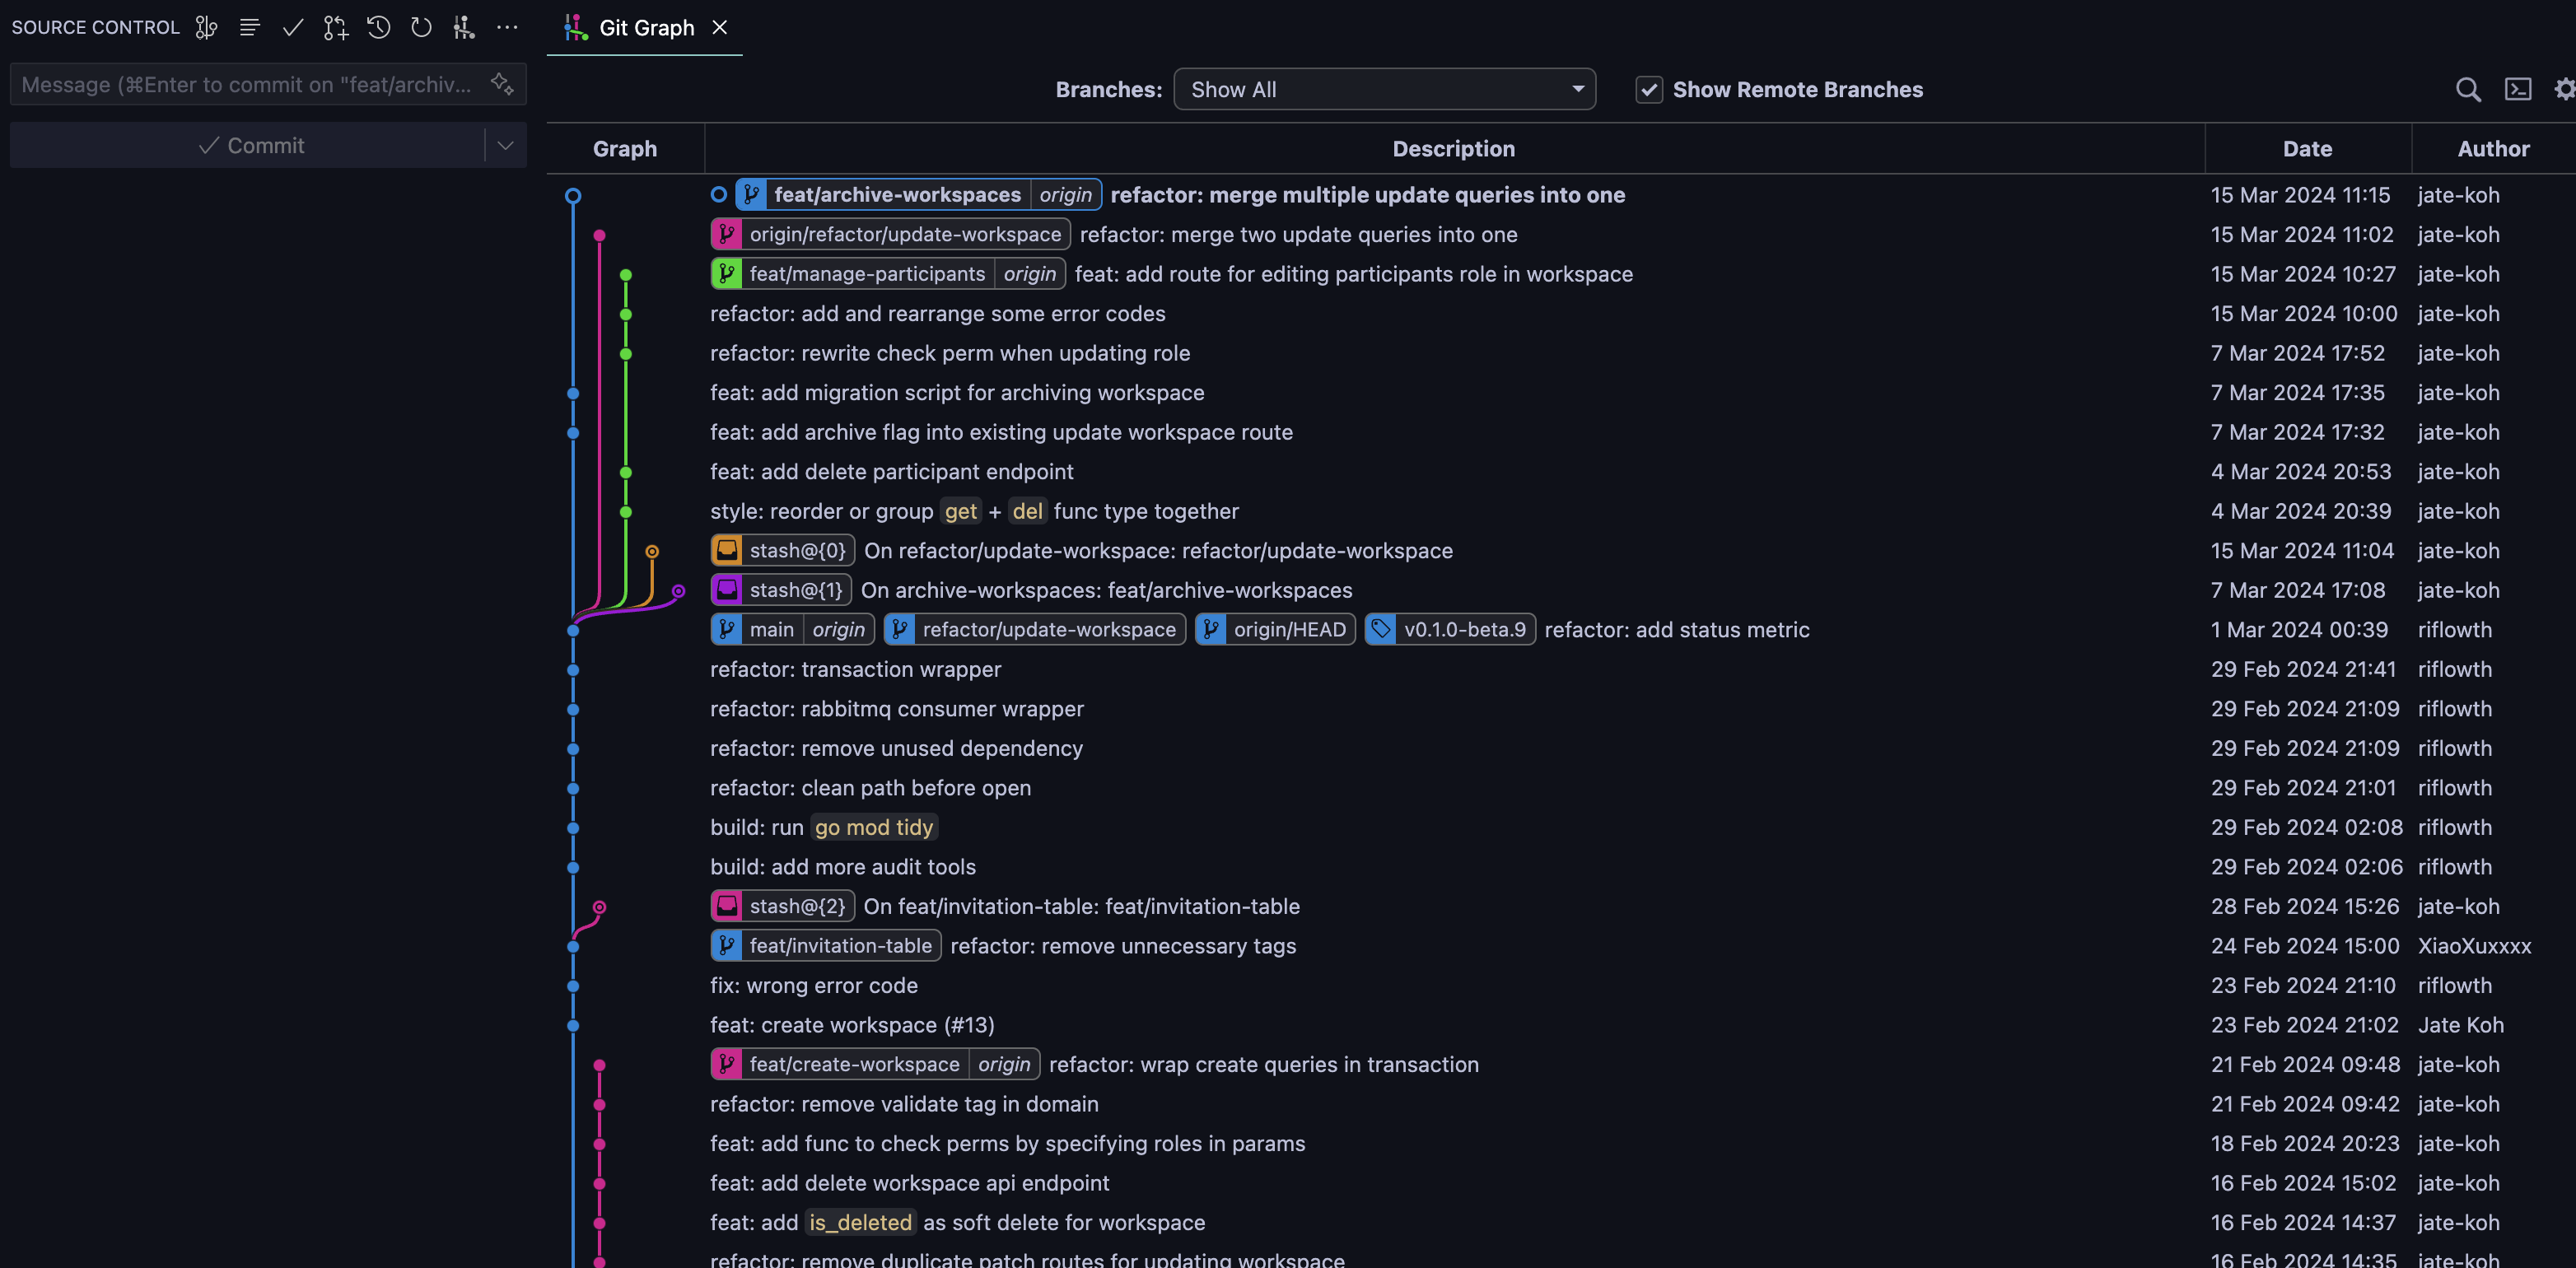 SOURCE CONTROL
Message (⌘Enter to commit on "feat/archiv...
Commit
Git Graph
Branches: Show All Show Remote Branches
Graph Description Date Author
feat/archive-workspaces origin refactor: merge multiple update queries into one 15 Mar 2024 11:15 jate-koh
origin/refactor/update-workspace refactor: merge two update queries into one 15 Mar 2024 11:02 jate-koh
feat/manage-participants origin feat: add route for editing participants role in workspace 15 Mar 2024 10:27 jate-koh
refactor: add and rearrange some error codes 15 Mar 2024 10:00 jate-koh
refactor: rewrite check perm when updating role 7 Mar 2024 17:52 jate-koh
feat: add migration script for archiving workspace 7 Mar 2024 17:35 jate-koh
feat: add archive flag into existing update workspace route 7 Mar 2024 17:32 jate-koh
feat: add delete participant endpoint 4 Mar 2024 20:53 jate-koh
style: reorder or group get + del func type together 4 Mar 2024 20:39 jate-koh
stash@{0} On refactor/update-workspace: refactor/update-workspace 15 Mar 2024 11:04 jate-koh
stash@{1} On archive-workspaces: feat/archive-workspaces 7 Mar 2024 17:08 jate-koh
main origin refactor/update-workspace origin/HEAD v0.1.0-beta.9 refactor: add status metric 1 Mar 2024 00:39 riflowth
refactor: transaction wrapper 29 Feb 2024 21:41 riflowth
refactor: rabbitmq consumer wrapper 29 Feb 2024 21:09 riflowth
refactor: remove unused dependency 29 Feb 2024 21:09 riflowth
refactor: clean path before open 29 Feb 2024 21:01 riflowth
build: run go mod tidy 29 Feb 2024 02:08 riflowth
build: add more audit tools 29 Feb 2024 02:06 riflowth
stash@{2} On feat/invitation-table: feat/invitation-table 28 Feb 2024 15:26 jate-koh
feat/invitation-table refactor: remove unnecessary tags 24 Feb 2024 15:00 XiaoXuxxxx
fix: wrong error code 23 Feb 2024 21:10 riflowth
feat: create workspace (#13) 23 Feb 2024 21:02 Jate Koh
feat/create-workspace origin refactor: wrap create queries in transaction 21 Feb 2024 09:48 jate-koh
refactor: remove validate tag in domain 21 Feb 2024 09:42 jate-koh
feat: add func to check perms by specifying roles in params 18 Feb 2024 20:23 jate-koh
feat: add delete workspace api endpoint 16 Feb 2024 15:02 jate-koh
feat: add is_deleted as soft delete for workspace 16 Feb 2024 14:37 jate-koh
refactor: remove duplicate patch routes for updating workspace 16 Feb 2024 14:35 jate-koh